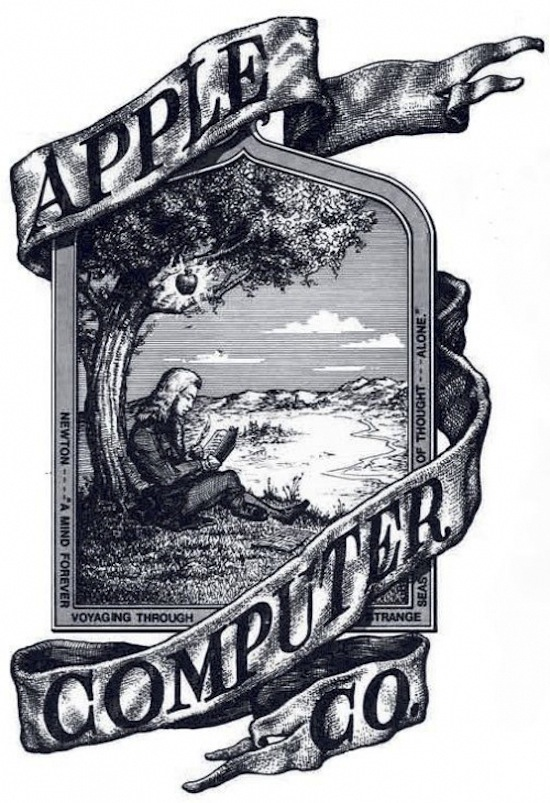 APPLE
COMPUTER
CO.
NEWTON - - - - "A MIND FOREVER
VOYAGING THROUGH
STRANGE
SEAS
OF THOUGHT - - - ALONE."